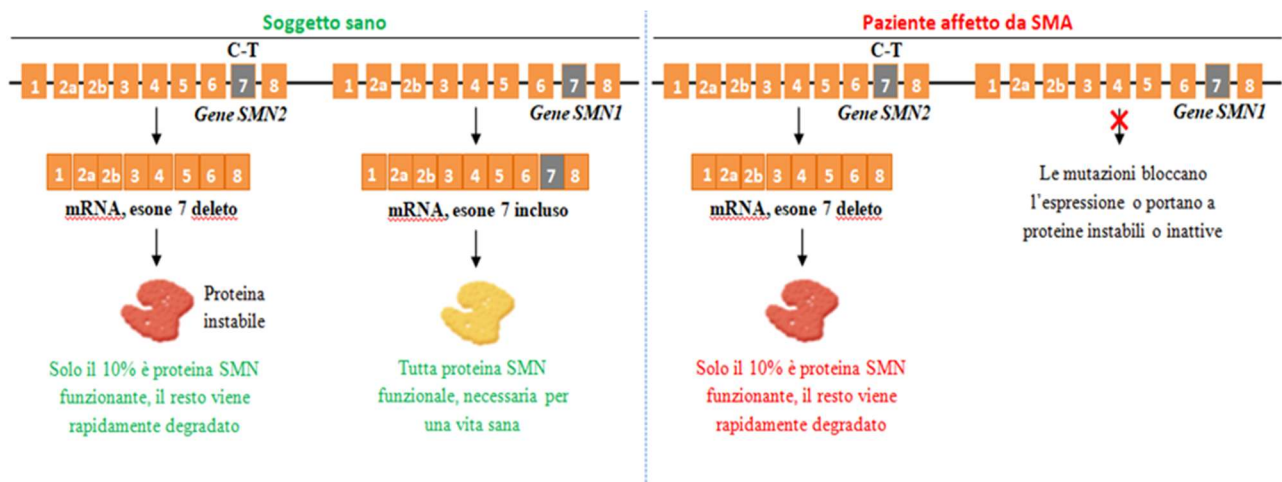 Soggetto sano
C-T
1 2a 2b 3 4 5 6 7 8
Gene SMN2
1 2a 2b 3 4 5 6 8
mRNA, esone 7 deleto
Proteina
instabile
Solo il 10% è proteina SMN
funzionante, il resto viene
rapidamente degradato
1 2a 2b 3 4 5 6 7 8
Gene SMN1
1 2a 2b 3 4 5 6 7 8
mRNA, esone 7 incluso
Tutta proteina SMN
funzionale, necessaria per
una vita sana
Paziente affetto da SMA
C-T
1 2a 2b 3 4 5 6 7 8
Gene SMN2
1 2a 2b 3 4 5 6 8
mRNA, esone 7 deleto
Solo il 10% è proteina SMN
funzionante, il resto viene
rapidamente degradato
1 2a 2b 3 4 5 6 7 8
Gene SMN1
Le mutazioni bloccano
l'espressione o portano a
proteine instabili o inattive